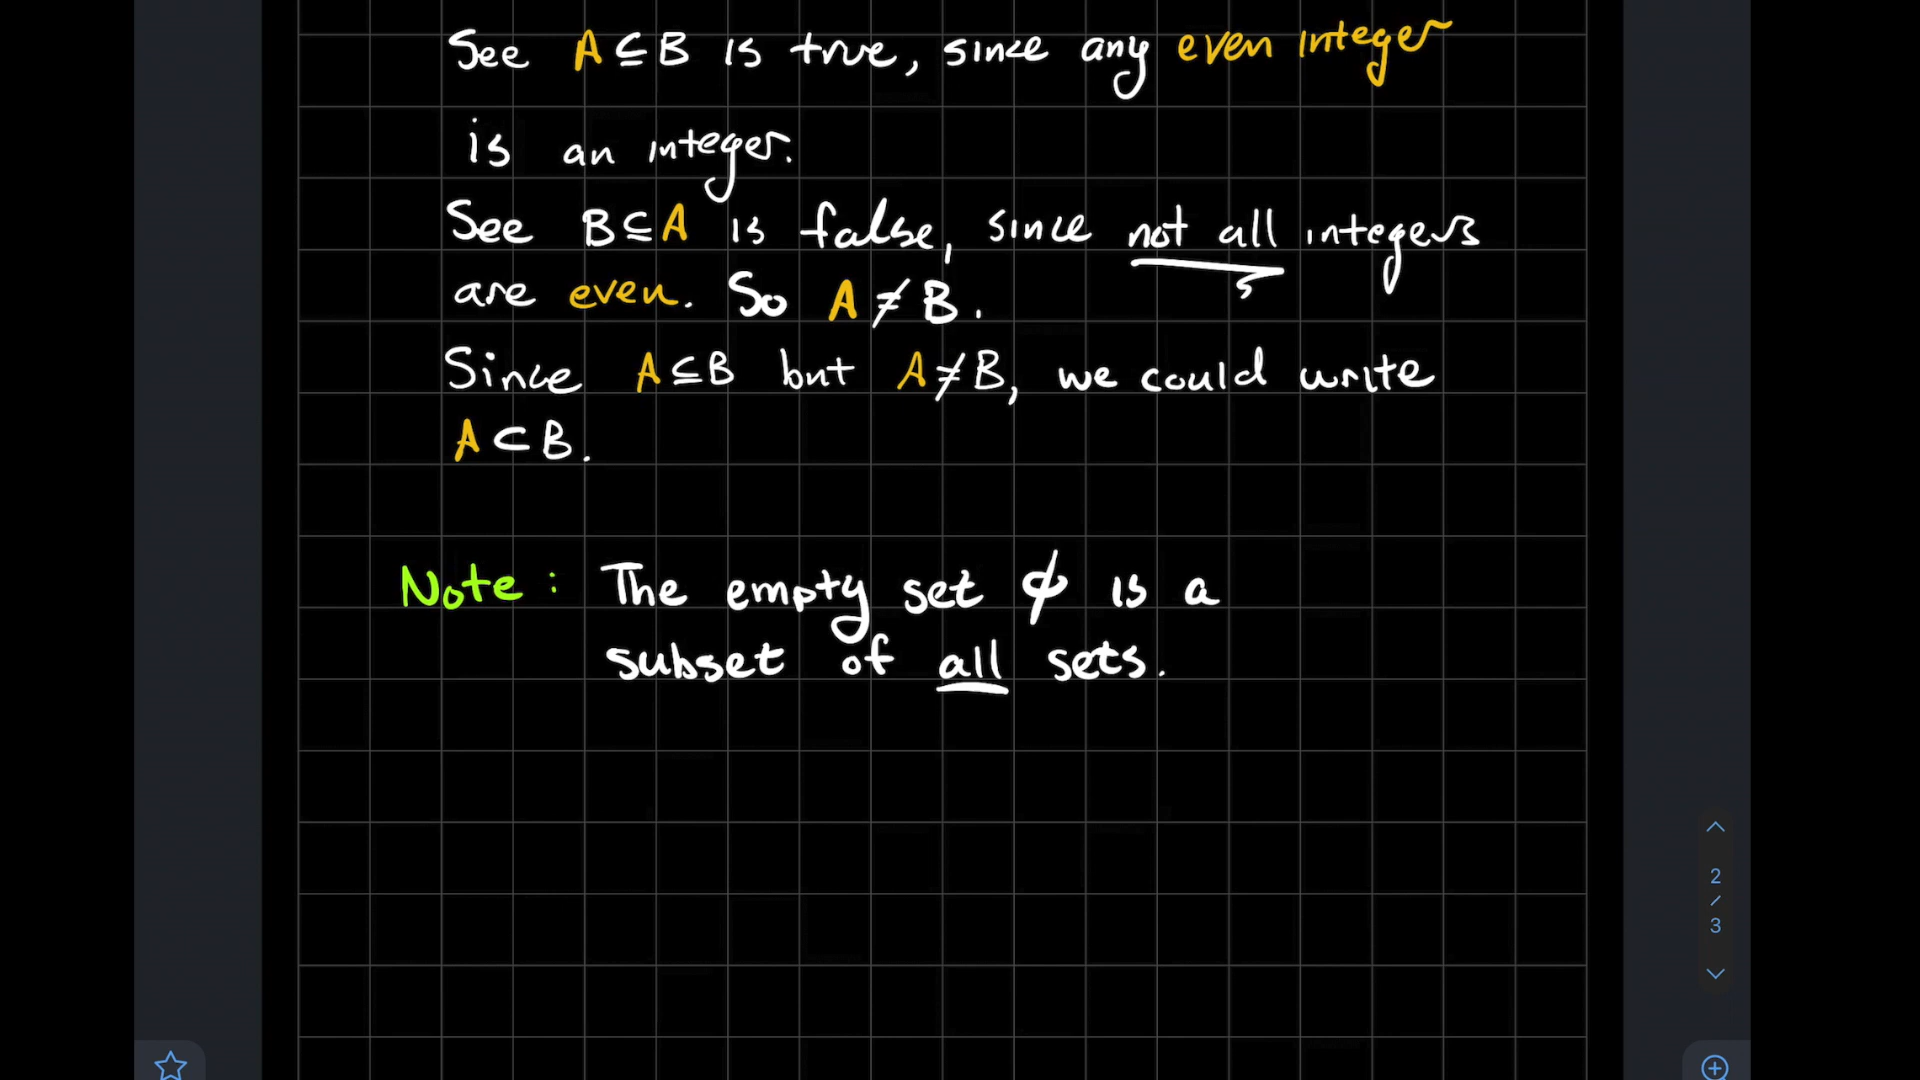 See A ⊆ B is true, since any even integer
is an integer.
See B ⊆ A is false, since not all integers
are even. So A ≠ B.
Since A ⊆ B but A ≠ B, we could write
A ⊂ B.
Note: The empty set ϕ is a
subset of all sets.
2
/
3